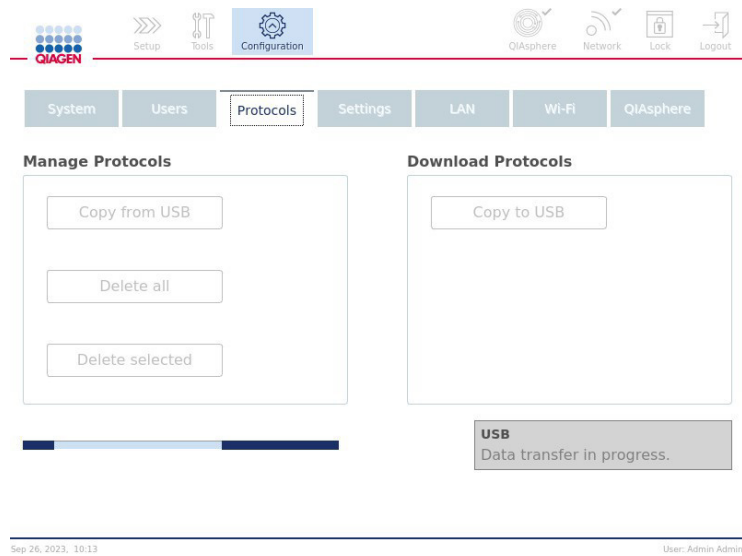 QIAGEN
Setup
Tools
Configuration
QIAsphere
Network
Lock
Logout
System
Users
Protocols
Settings
LAN
Wi-Fi
QIAsphere
Manage Protocols
Download Protocols
Copy from USB
Copy to USB
Delete all
Delete selected
USB
Data transfer in progress.
Sep 26, 2023, 10:13
User: Admin Admin